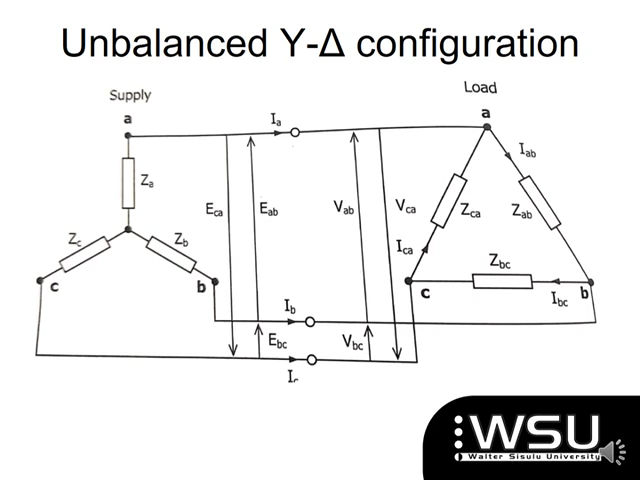 Unbalanced Y-Δ configuration
Supply
Load
a
a
Iₐ
Iab
Zₐ
Eca
Eab
Vab
Vca
Zca
Zab
Zc
Zb
Ica
Zbc
c
b
c
Ibc
b
Ib
Ebc
Vbc
Ic
WSU
Walter Sisulu University